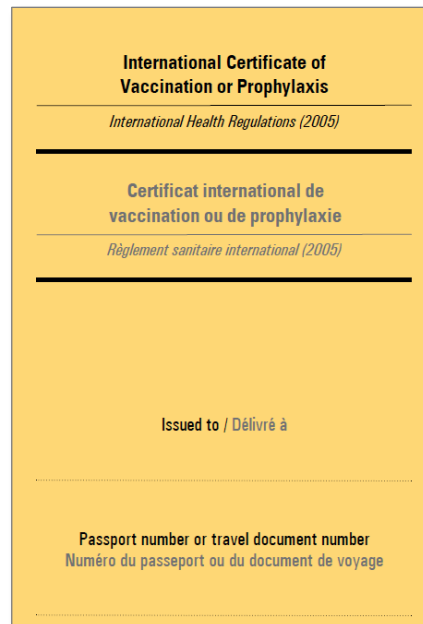 International Certificate of
Vaccination or Prophylaxis
International Health Regulations (2005)
Certificat international de
vaccination ou de prophylaxie
Règlement sanitaire international (2005)
Issued to / Délivré à
Passport number or travel document number
Numéro du passeport ou du document de voyage